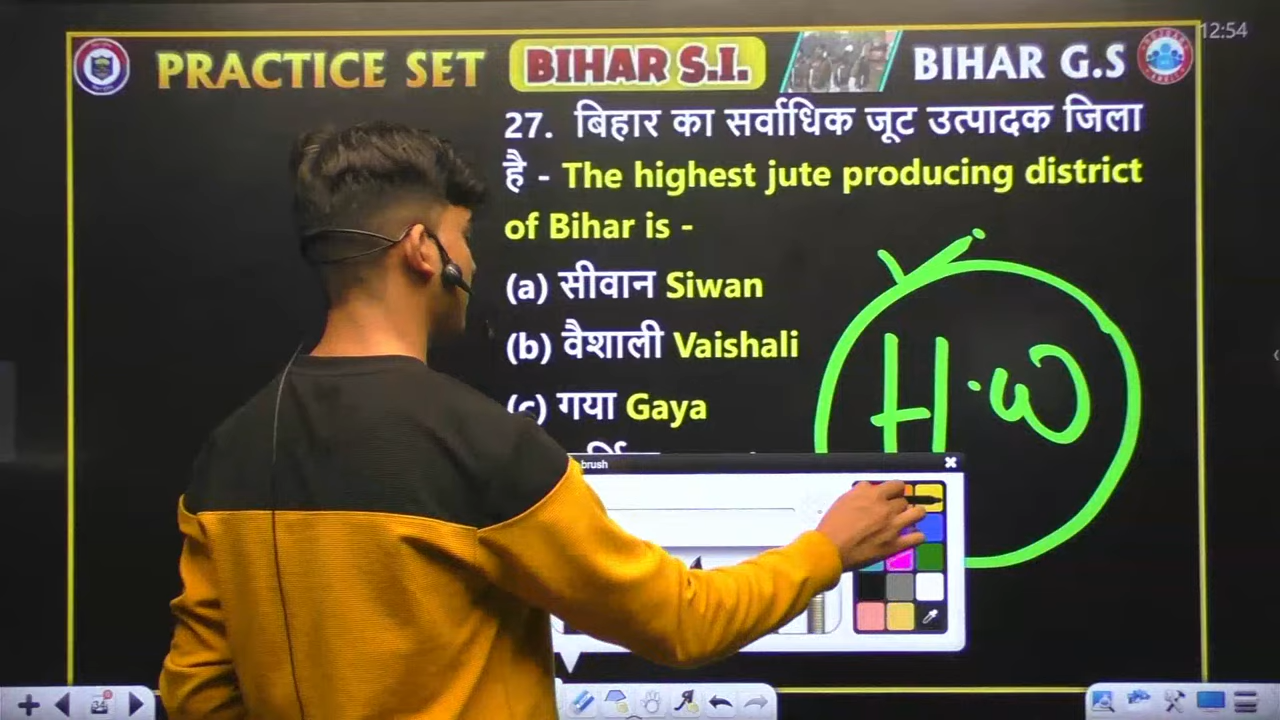 12:54
PRACTICE SET BIHAR S.I. BIHAR G.S
27. बिहार का सर्वाधिक जूट उत्पादक जिला
है - The highest jute producing district
of Bihar is -
(a) सीवान Siwan
(b) वैशाली Vaishali
(c) गया Gaya
H.W
brush
34